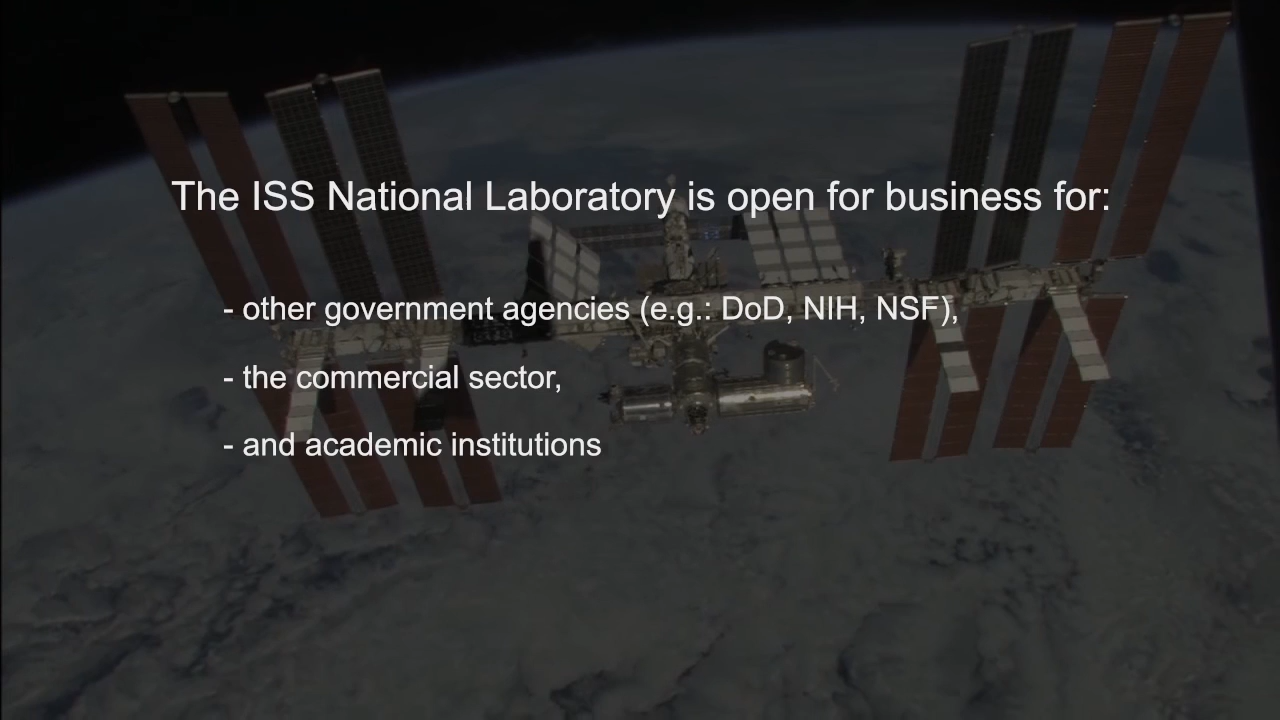 The ISS National Laboratory is open for business for:
- other government agencies (e.g.: DoD, NIH, NSF),
- the commercial sector,
- and academic institutions